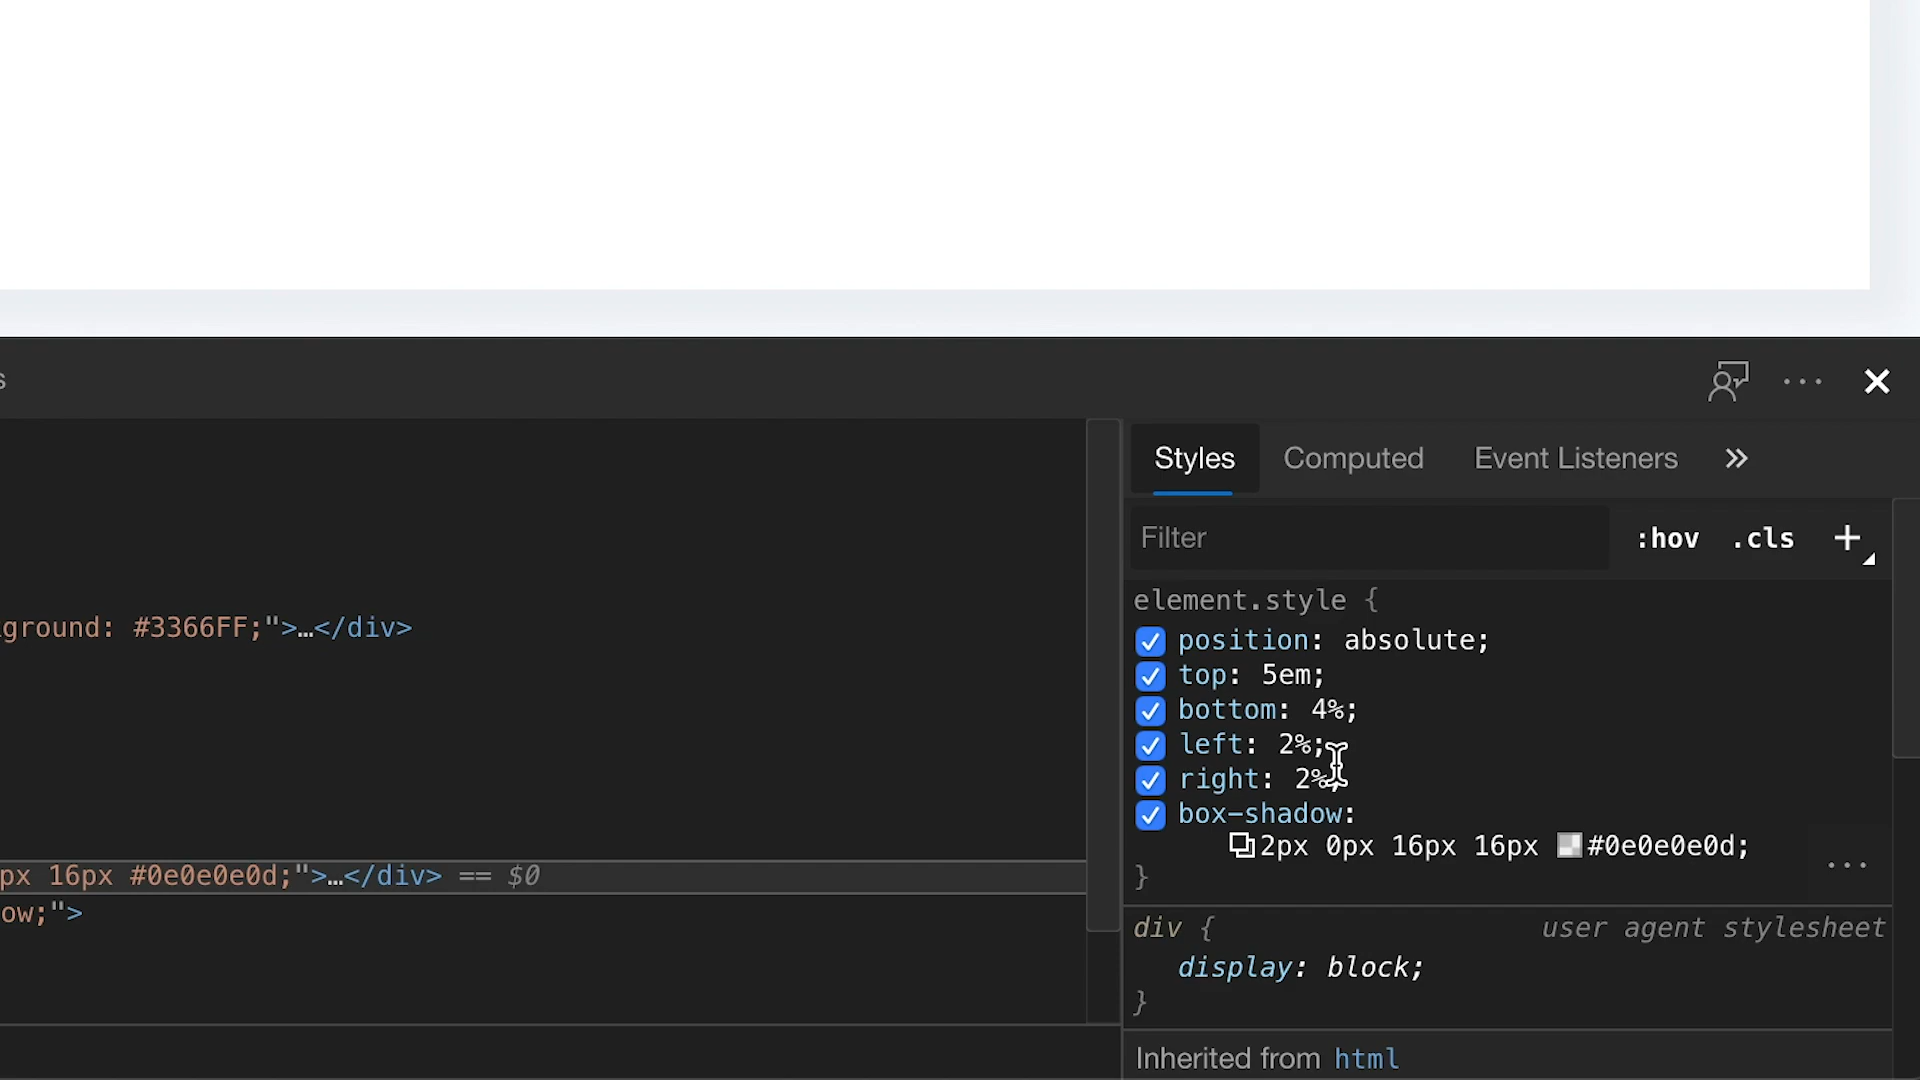 s
Styles Computed Event Listeners
Filter :hov .cls +
element.style {
position: absolute;
top: 5em;
ground: #3366FF;">…</div>
bottom: 4%;
left: 2%;
right: 2%;
box-shadow:
2px 0px 16px 16px #0e0e0e0d;
px 16px #0e0e0e0d;">…</div> == $0
}
ow;">
div { user agent stylesheet
display: block;
}
Inherited from html